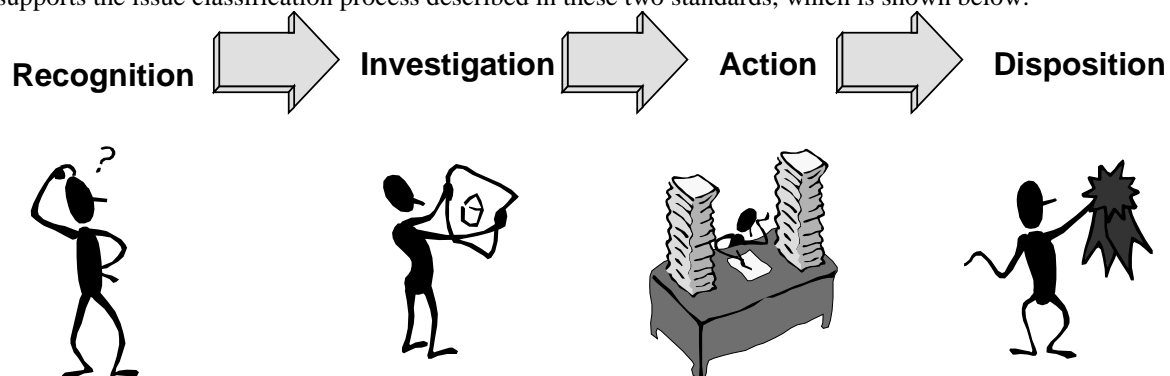 supports the issue classification process described in these two standards, which is shown below.
Recognition Investigation Action Disposition
?